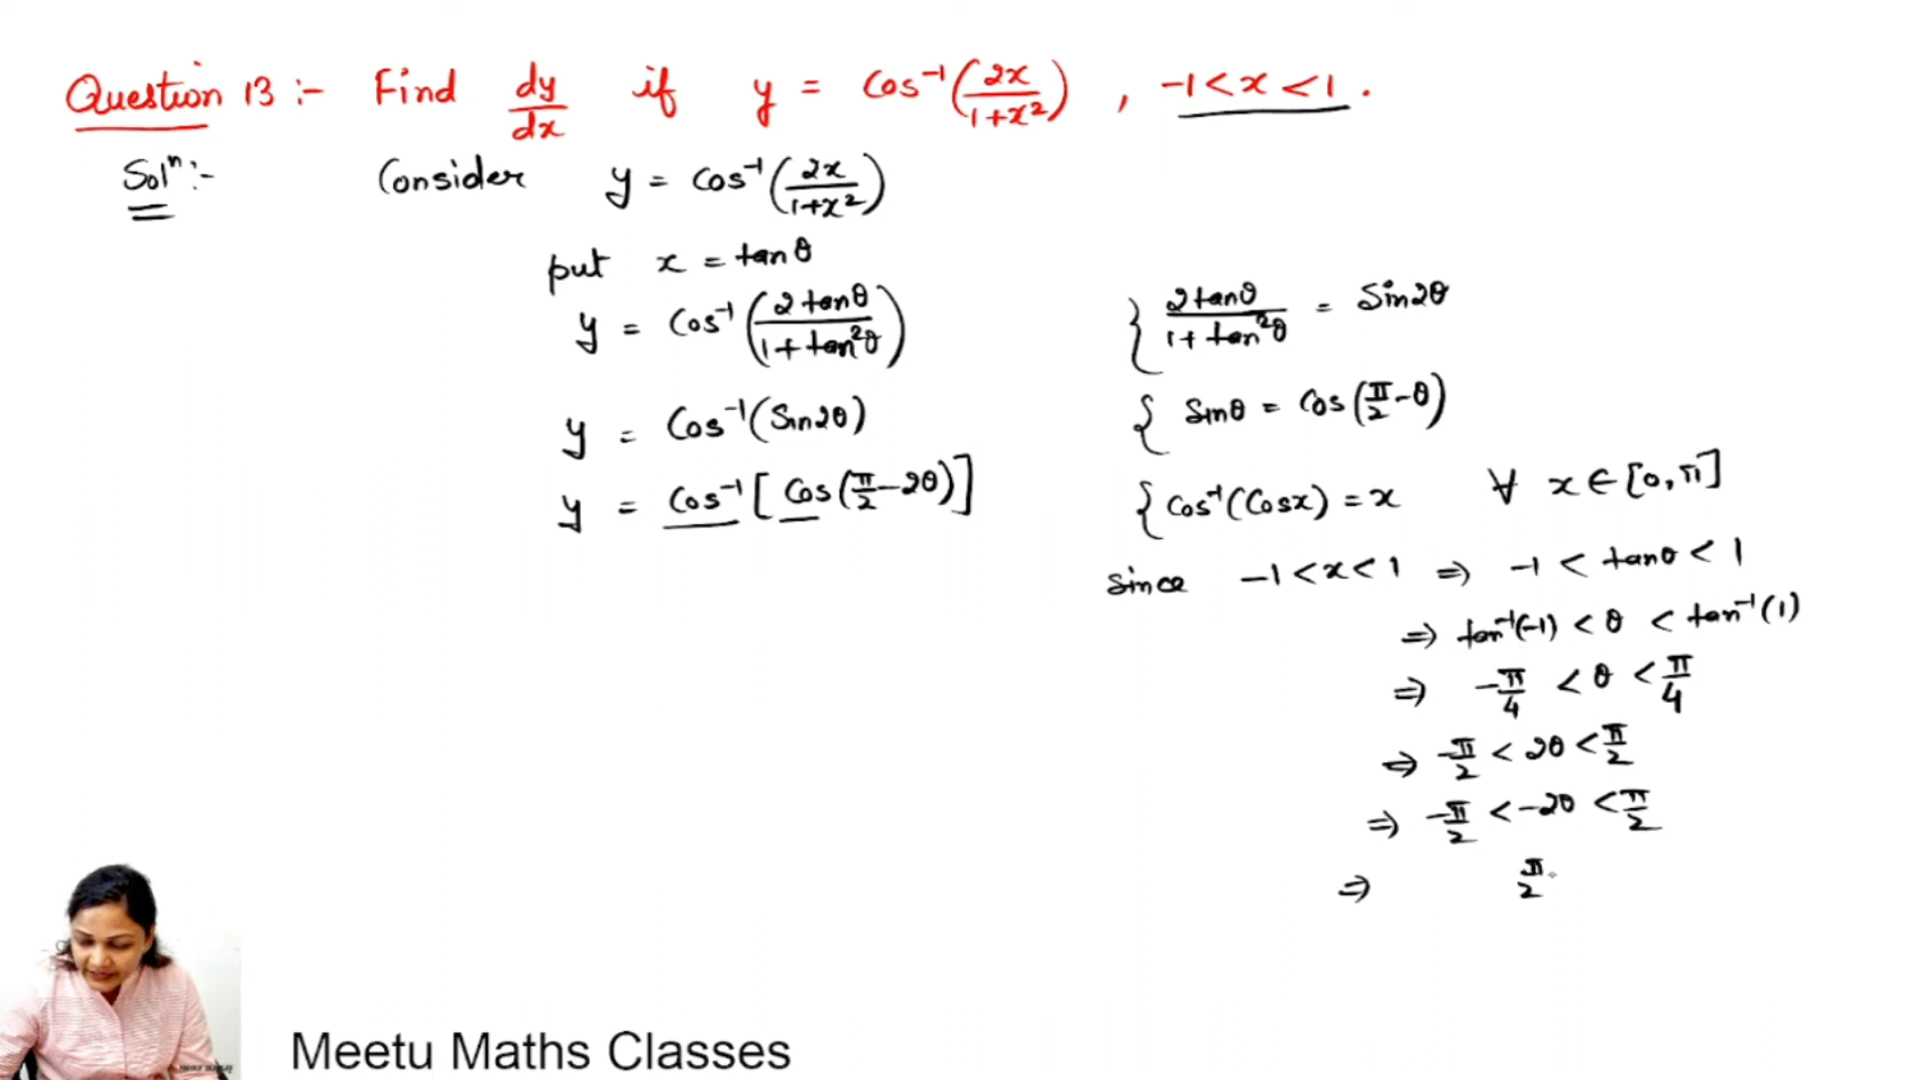 Question 13 :- Find dy/dx if y = Cos⁻¹(2x/1+x²) , -1 < x < 1 .
Solⁿ :- Consider y = Cos⁻¹(2x/1+x²)
put x = tanθ
y = Cos⁻¹(2tanθ/1+tan²θ)
y = Cos⁻¹(Sin2θ)
y = Cos⁻¹[Cos(π/2-2θ)]
{ 2tanθ/1+tan²θ = Sin2θ
{ Sinθ = Cos(π/2-θ)
{ Cos⁻¹(Cosx) = x ∀ x∈[0,π]
Since -1<x<1 ⇒ -1 < tanθ < 1
⇒ tan⁻¹(-1) < θ < tan⁻¹(1)
⇒ -π/4 < θ < π/4
⇒ -π/2 < 2θ < π/2
⇒ -π/2 < -2θ < π/2
⇒ π/2
Meetu Maths Classes